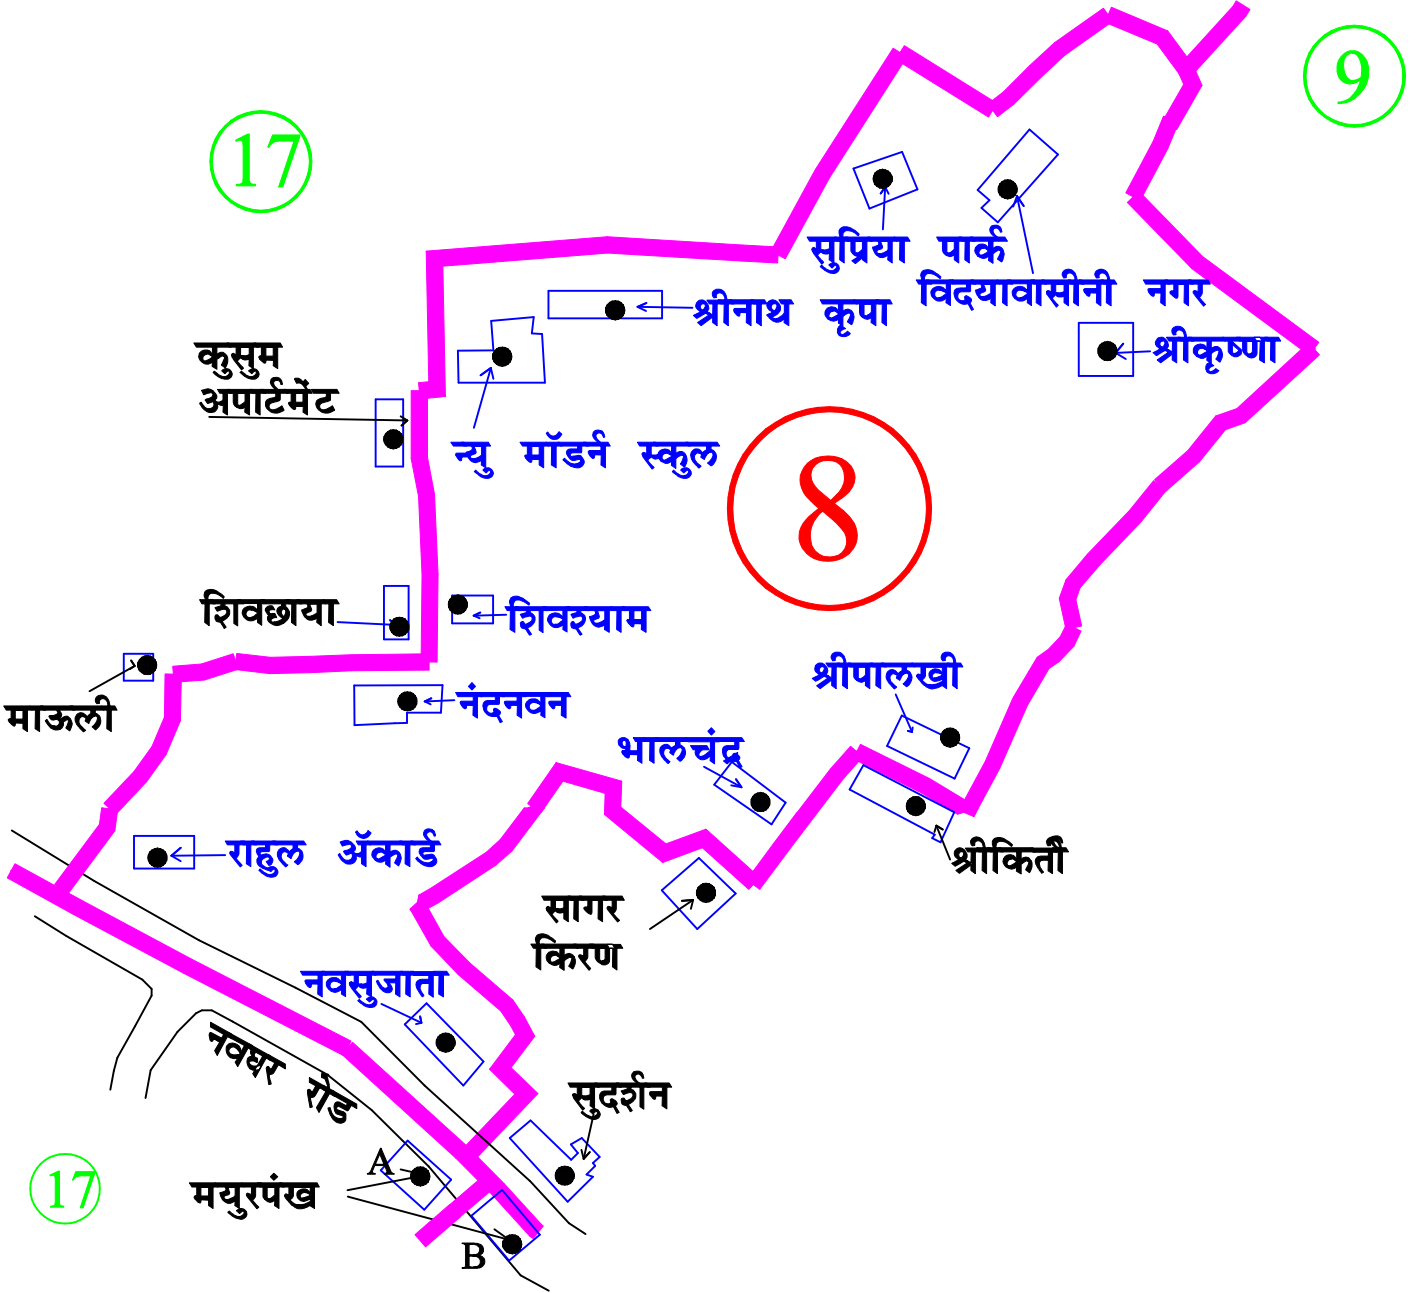 9
17
सुप्रिया पार्क
विदयावासीनी नगर
श्रीनाथ कृपा
श्रीकृष्णा
कुसुम
अपार्टमेंट
न्यु मॉडर्न स्कुल
8
शिवछाया
शिवश्याम
श्रीपालखी
नंदनवन
माऊली
भालचंद्र
राहुल ॲकार्ड
श्रीकिर्ती
सागर
किरण
नवसुजाता
नवघर रोड
सुदर्शन
A
17
मयुरपंख
B